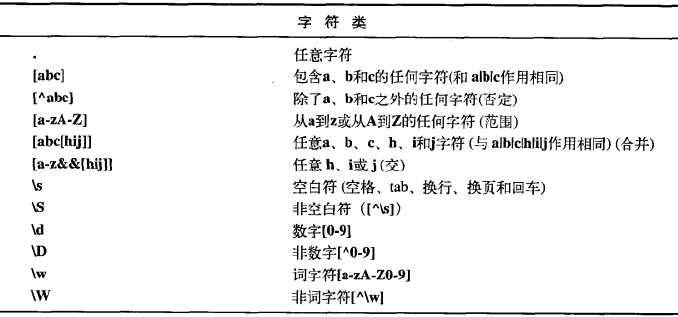 字 符 类
. 任意字符
[abc] 包含a、b和c的任何字符(和 a|b|c作用相同)
[^abc] 除了a、b和c之外的任何字符(否定)
[a-zA-Z] 从a到z或从A到Z的任何字符 (范围)
[abc[hij]] 任意a、b、c、h、i和j字符 (与 a|b|c|h|i|j作用相同) (合并)
[a-z&&[hij]] 任意 h、i或 j (交)
\s 空白符 (空格、tab、换行、换页和回车)
\S 非空白符（[^\s]）
\d 数字[0-9]
\D 非数字[^0-9]
\w 词字符[a-zA-Z0-9]
\W 非词字符[^\w]